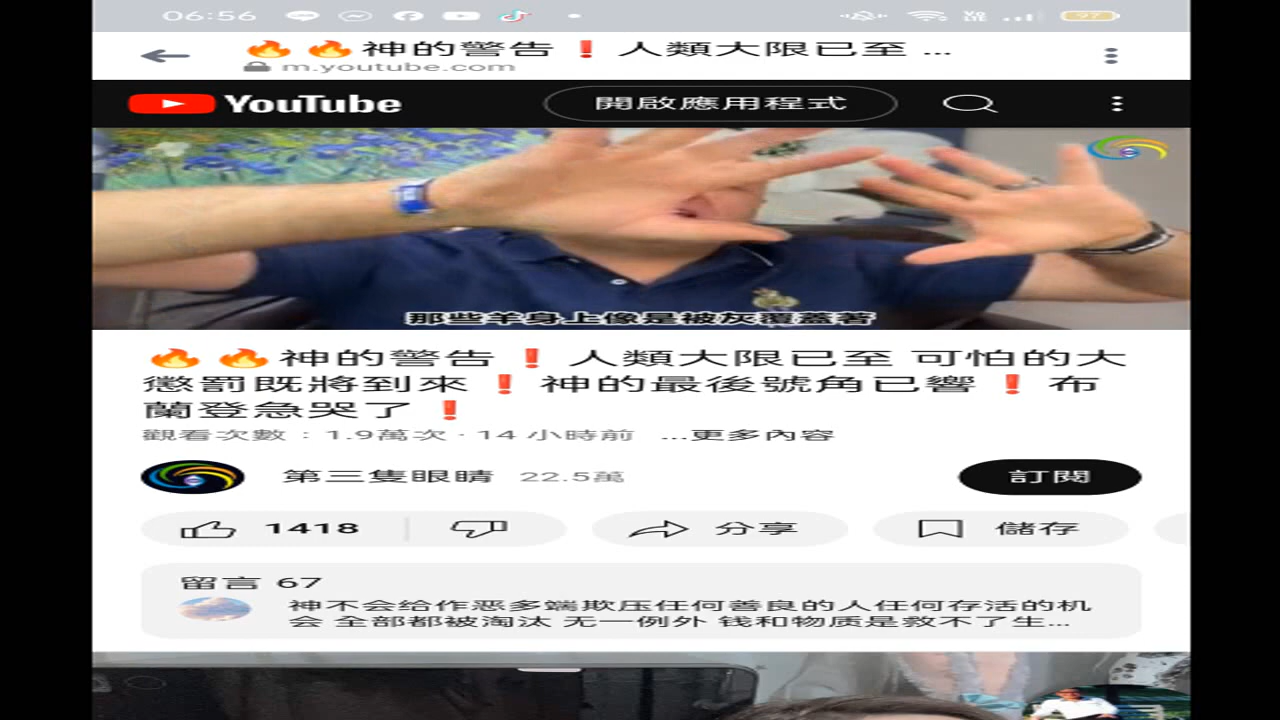 06:56
97
🔥🔥神的警告❗人類大限已至 ...
m.youtube.com
YouTube
開啟應用程式
那些羊身上像是被灰覆蓋著
🔥🔥神的警告❗人類大限已至 可怕的大
懲罰既將到來❗神的最後號角已響❗布
蘭登急哭了❗
觀看次數：1.9萬次 · 14 小時前 ...更多內容
第三隻眼睛 22.5萬
訂閱
1418
分享
儲存
留言 67
神不会给作恶多端欺压任何善良的人任何存活的机
会 全部都被淘汰 无一例外 钱和物质是救不了生...